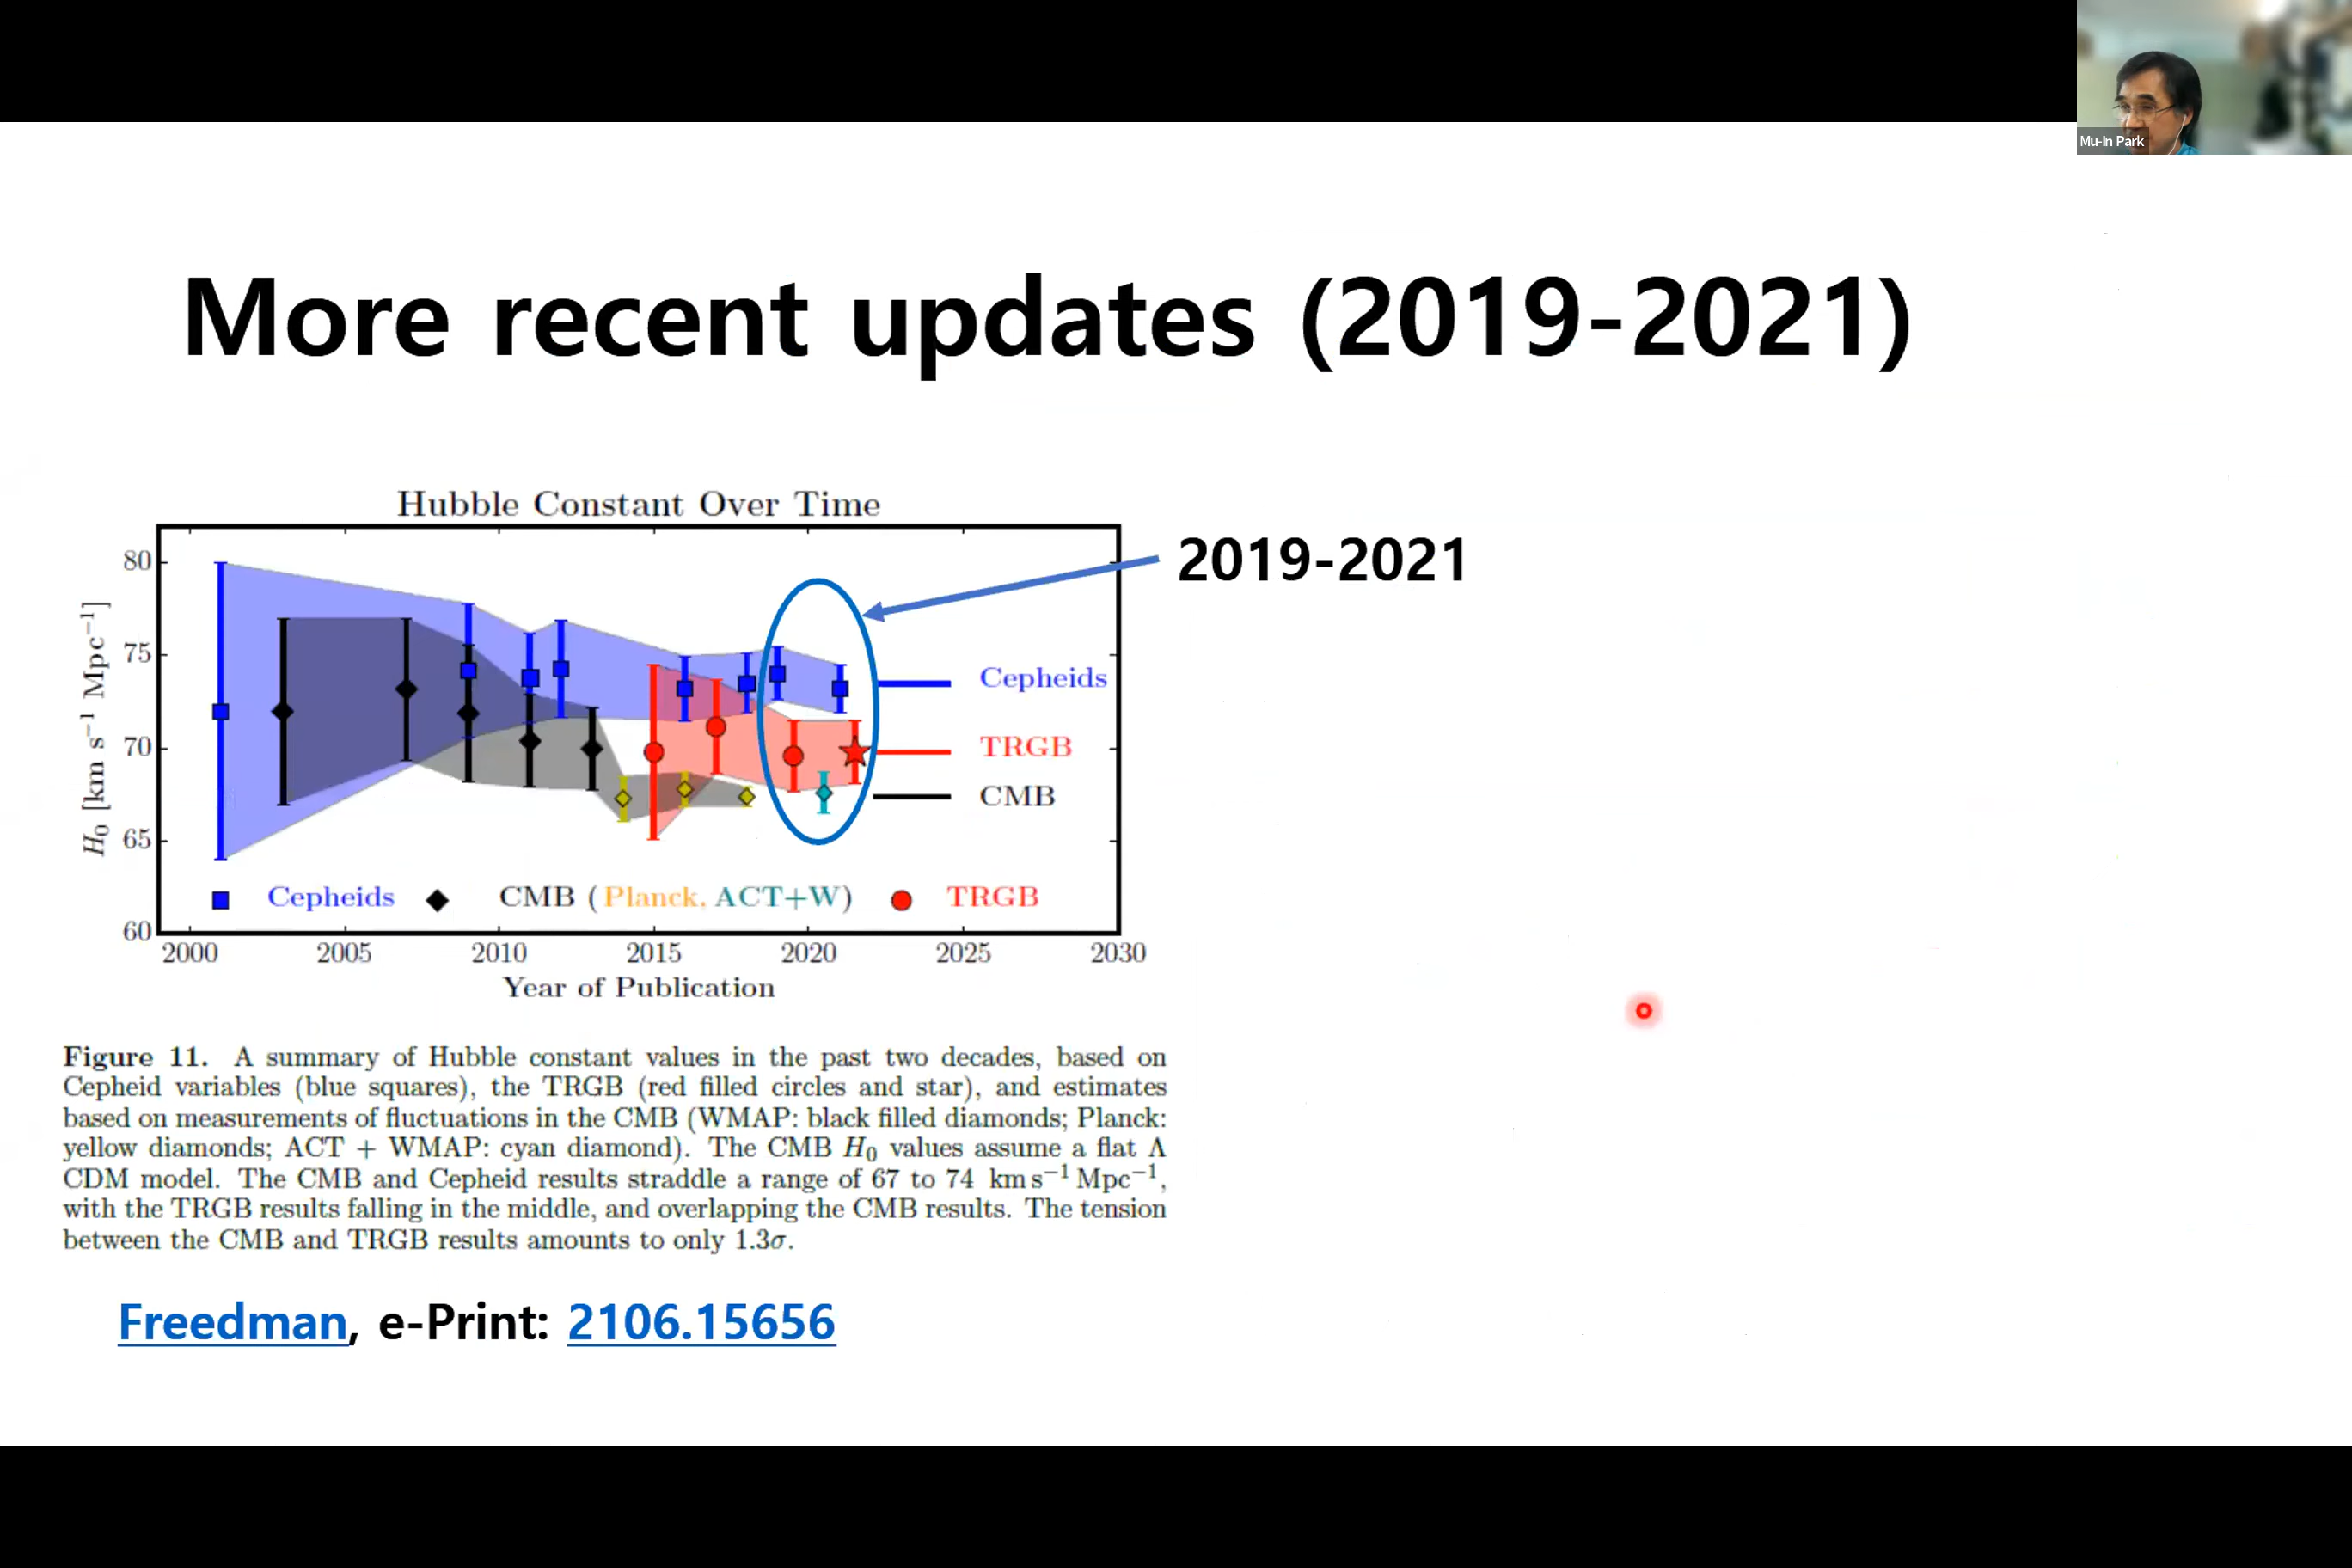 Mu-In Park
More recent updates (2019-2021)
Hubble Constant Over Time
2019-2021
80
75
70
65
60
H₀ [km s⁻¹ Mpc⁻¹]
Cepheids
TRGB
CMB
Cepheids CMB (Planck, ACT+W) TRGB
2000 2005 2010 2015 2020 2025 2030
Year of Publication
Figure 11. A summary of Hubble constant values in the past two decades, based on
Cepheid variables (blue squares), the TRGB (red filled circles and star), and estimates
based on measurements of fluctuations in the CMB (WMAP: black filled diamonds; Planck:
yellow diamonds; ACT + WMAP: cyan diamond). The CMB H₀ values assume a flat Λ
CDM model. The CMB and Cepheid results straddle a range of 67 to 74 km s⁻¹ Mpc⁻¹,
with the TRGB results falling in the middle, and overlapping the CMB results. The tension
between the CMB and TRGB results amounts to only 1.3σ.
Freedman, e-Print: 2106.15656